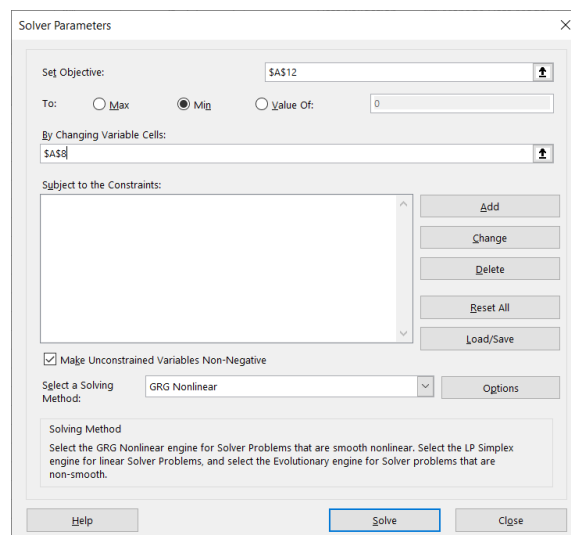 Solver Parameters
Set Objective:
$A$12
To:
Max
Min
Value Of:
0
By Changing Variable Cells:
$A$8
Subject to the Constraints:
Add
Change
Delete
Reset All
Load/Save
Make Unconstrained Variables Non-Negative
Select a Solving
Method:
GRG Nonlinear
Options
Solving Method
Select the GRG Nonlinear engine for Solver Problems that are smooth nonlinear. Select the LP Simplex
engine for linear Solver Problems, and select the Evolutionary engine for Solver problems that are
non-smooth.
Help
Solve
Close